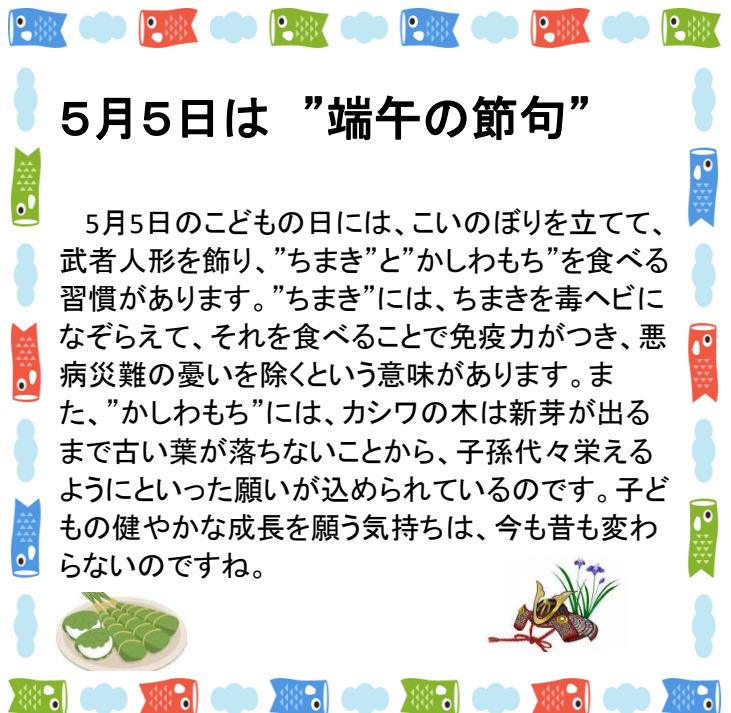 ５月５日は　”端午の節句”
　5月5日のこどもの日には、こいのぼりを立てて、
武者人形を飾り、”ちまき”と”かしわもち”を食べる
習慣があります。”ちまき”には、ちまきを毒ヘビに
なぞらえて、それを食べることで免疫力がつき、悪
病災難の憂いを除くという意味があります。ま
た、”かしわもち”には、カシワの木は新芽が出る
まで古い葉が落ちないことから、子孫代々栄える
ようにといった願いが込められているのです。子ど
もの健やかな成長を願う気持ちは、今も昔も変わ
らないのですね。